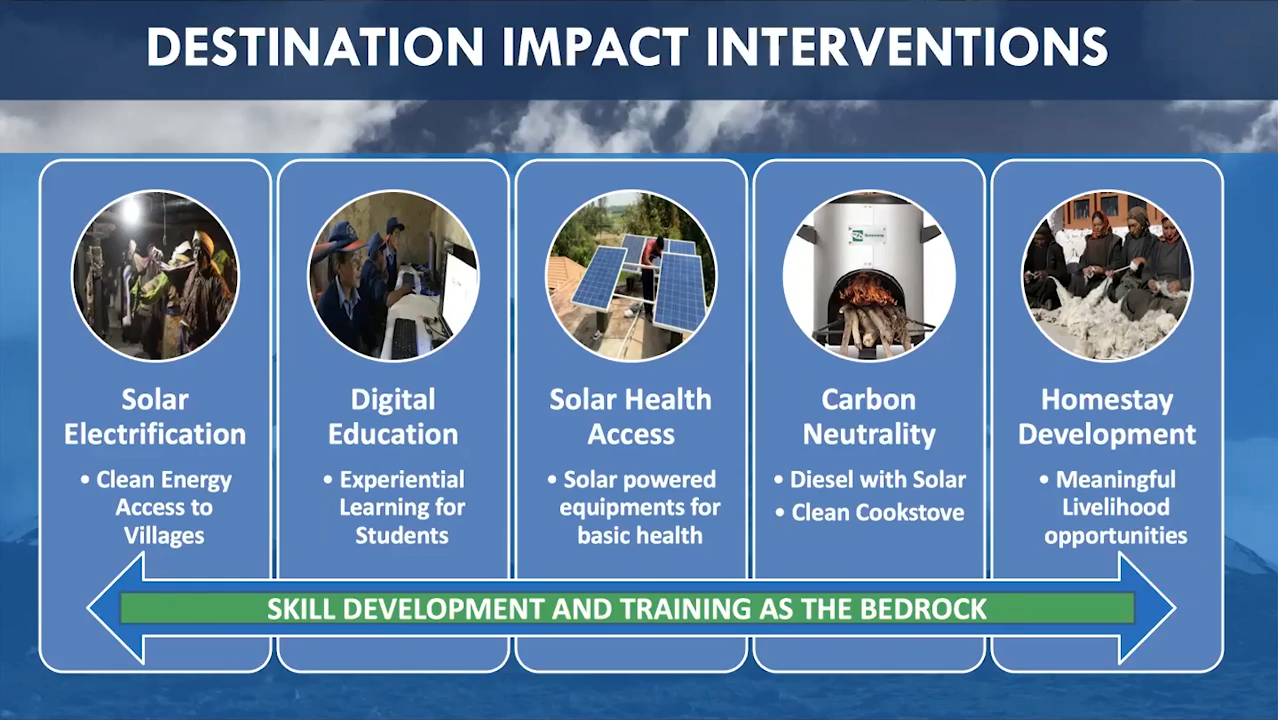 DESTINATION IMPACT INTERVENTIONS
Solar
Electrification
• Clean Energy
Access to
Villages
Digital
Education
• Experiential
Learning for
Students
Solar Health
Access
• Solar powered
equipments for
basic health
Carbon
Neutrality
• Diesel with Solar
• Clean Cookstove
Homestay
Development
• Meaningful
Livelihood
opportunities
SKILL DEVELOPMENT AND TRAINING AS THE BEDROCK